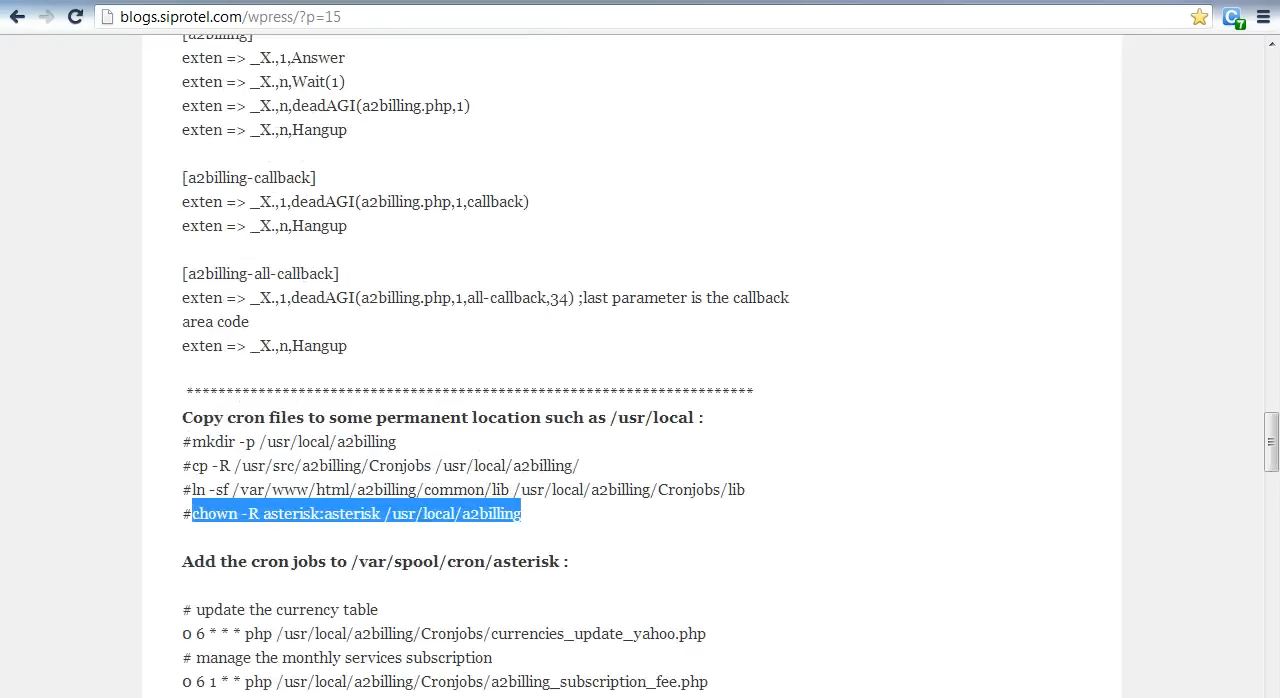 blogs.siprotel.com/wpress/?p=15
[a2billing]
exten => _X.,1,Answer
exten => _X.,n,Wait(1)
exten => _X.,n,deadAGI(a2billing.php,1)
exten => _X.,n,Hangup
[a2billing-callback]
exten => _X.,1,deadAGI(a2billing.php,1,callback)
exten => _X.,n,Hangup
[a2billing-all-callback]
exten => _X.,1,deadAGI(a2billing.php,1,all-callback,34) ;last parameter is the callback
area code
exten => _X.,n,Hangup
***********************************************************************
Copy cron files to some permanent location such as /usr/local :
#mkdir -p /usr/local/a2billing
#cp -R /usr/src/a2billing/Cronjobs /usr/local/a2billing/
#ln -sf /var/www/html/a2billing/common/lib /usr/local/a2billing/Cronjobs/lib
#chown -R asterisk:asterisk /usr/local/a2billing
Add the cron jobs to /var/spool/cron/asterisk :
# update the currency table
0 6 * * * php /usr/local/a2billing/Cronjobs/currencies_update_yahoo.php
# manage the monthly services subscription
0 6 1 * * php /usr/local/a2billing/Cronjobs/a2billing_subscription_fee.php